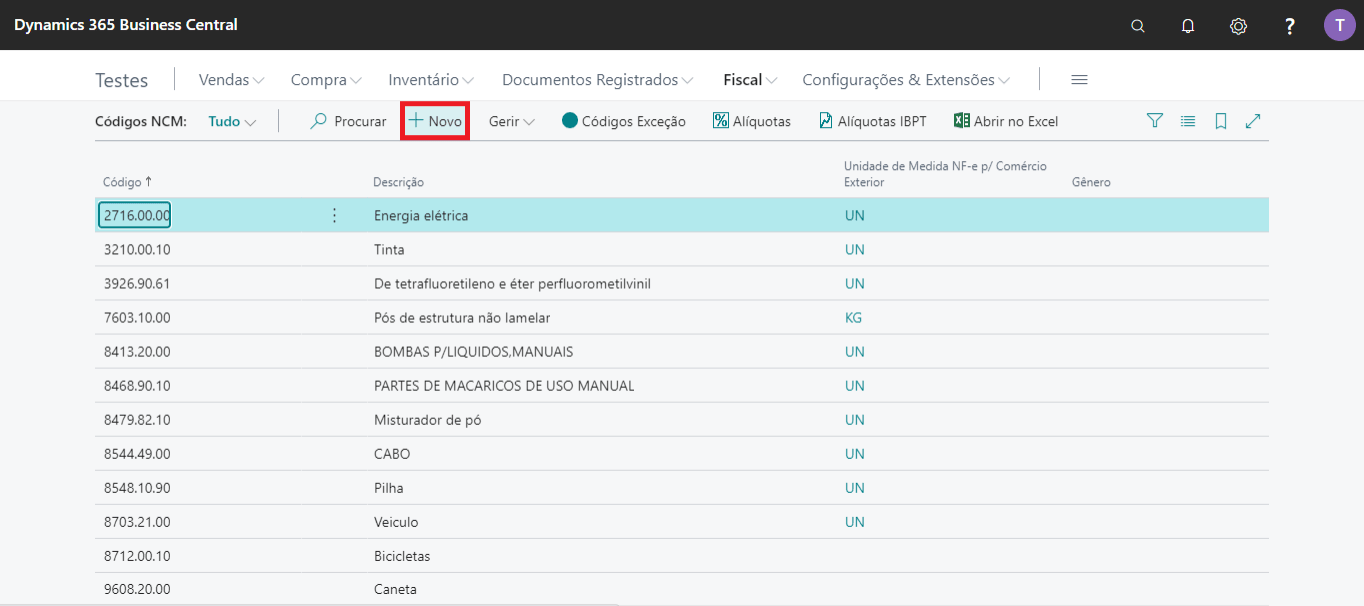 Dynamics 365 Business Central
?
T
Testes Vendas Compra Inventário Documentos Registrados Fiscal Configurações & Extensões
Códigos NCM: Tudo Procurar Novo Gerir Códigos Exceção Alíquotas Alíquotas IBPT Abrir no Excel
Código ↑ Descrição Unidade de Medida NF-e p/ Comércio Exterior Gênero
2716.00.00 Energia elétrica UN
3210.00.10 Tinta UN
3926.90.61 De tetrafluoretileno e éter perfluorometilvinil UN
7603.10.00 Pós de estrutura não lamelar KG
8413.20.00 BOMBAS P/LIQUIDOS,MANUAIS UN
8468.90.10 PARTES DE MACARICOS DE USO MANUAL UN
8479.82.10 Misturador de pó UN
8544.49.00 CABO UN
8548.10.90 Pilha UN
8703.21.00 Veiculo UN
8712.00.10 Bicicletas
9608.20.00 Caneta